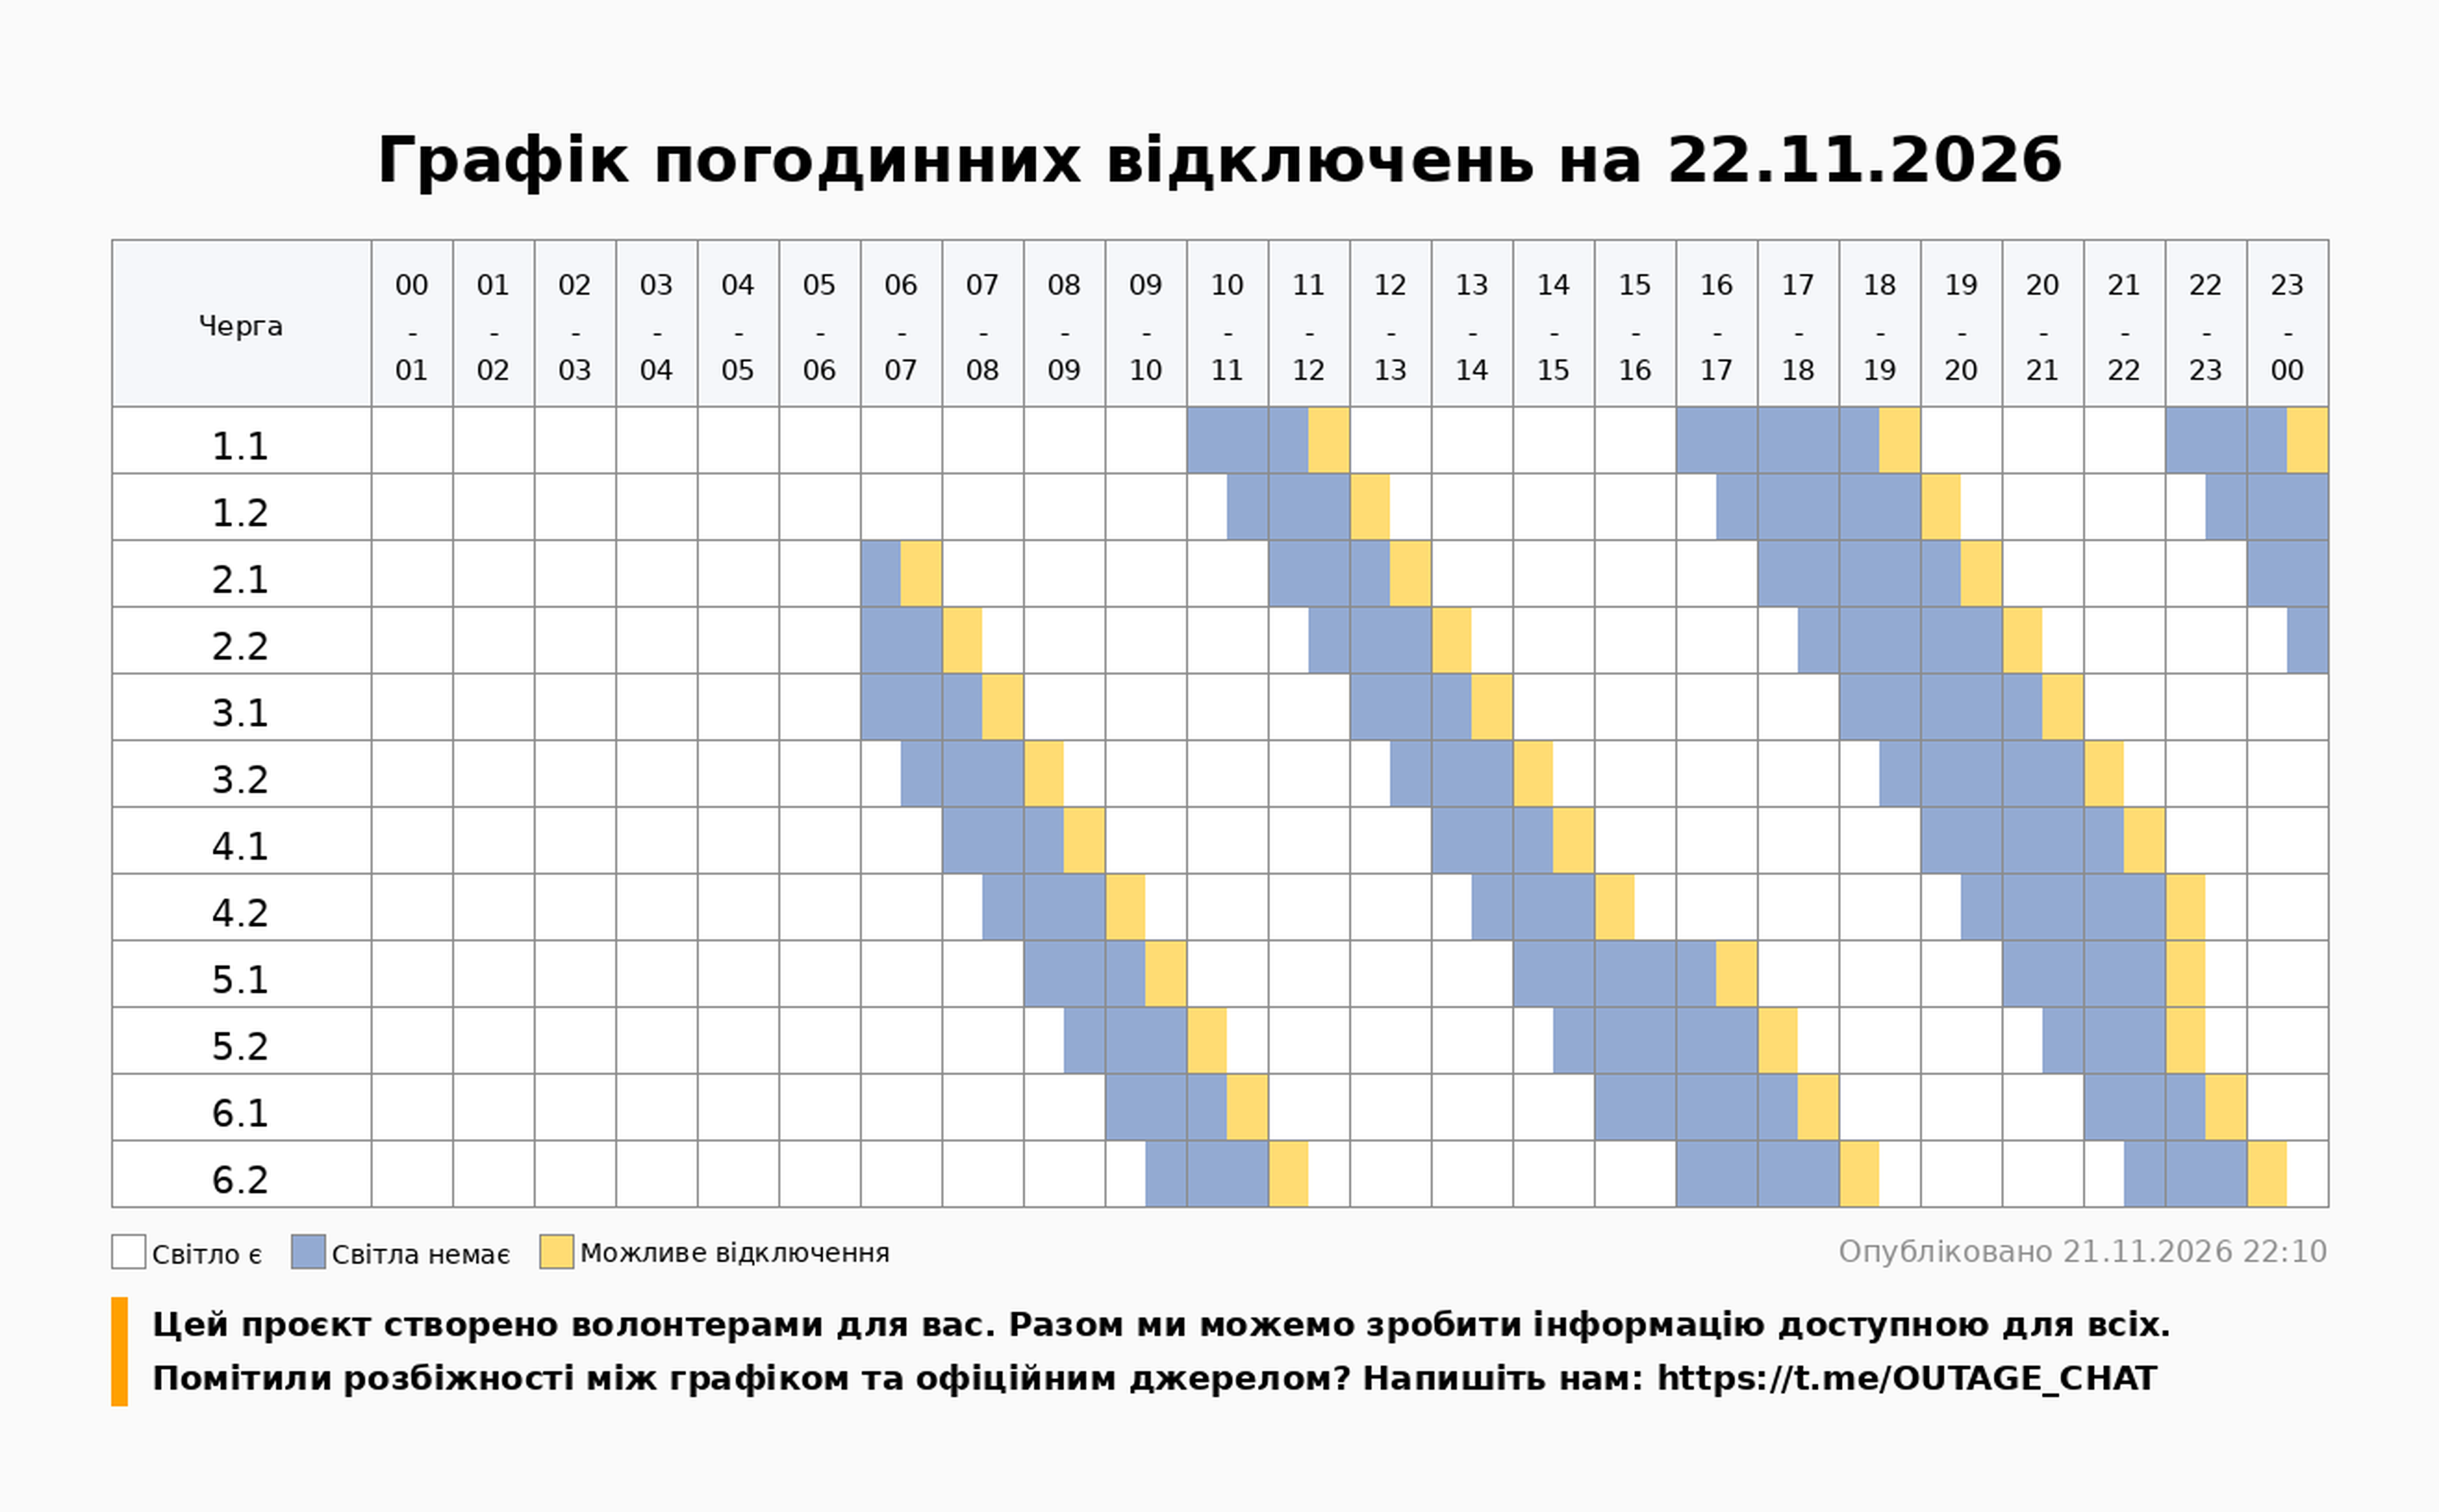 Графік погодинних відключень на 22.11.2026
Черга 00 - 01 01 - 02 02 - 03 03 - 04 04 - 05 05 - 06 06 - 07 07 - 08 08 - 09 09 - 10 10 - 11 11 - 12 12 - 13 13 - 14 14 - 15 15 - 16 16 - 17 17 - 18 18 - 19 19 - 20 20 - 21 21 - 22 22 - 23 23 - 00
1.1
1.2
2.1
2.2
3.1
3.2
4.1
4.2
5.1
5.2
6.1
6.2
Світло є Світла немає Можливе відключення Опубліковано 21.11.2026 22:10
Цей проєкт створено волонтерами для вас. Разом ми можемо зробити інформацію доступною для всіх.
Помітили розбіжності між графіком та офіційним джерелом? Напишіть нам: https://t.me/OUTAGE_CHAT